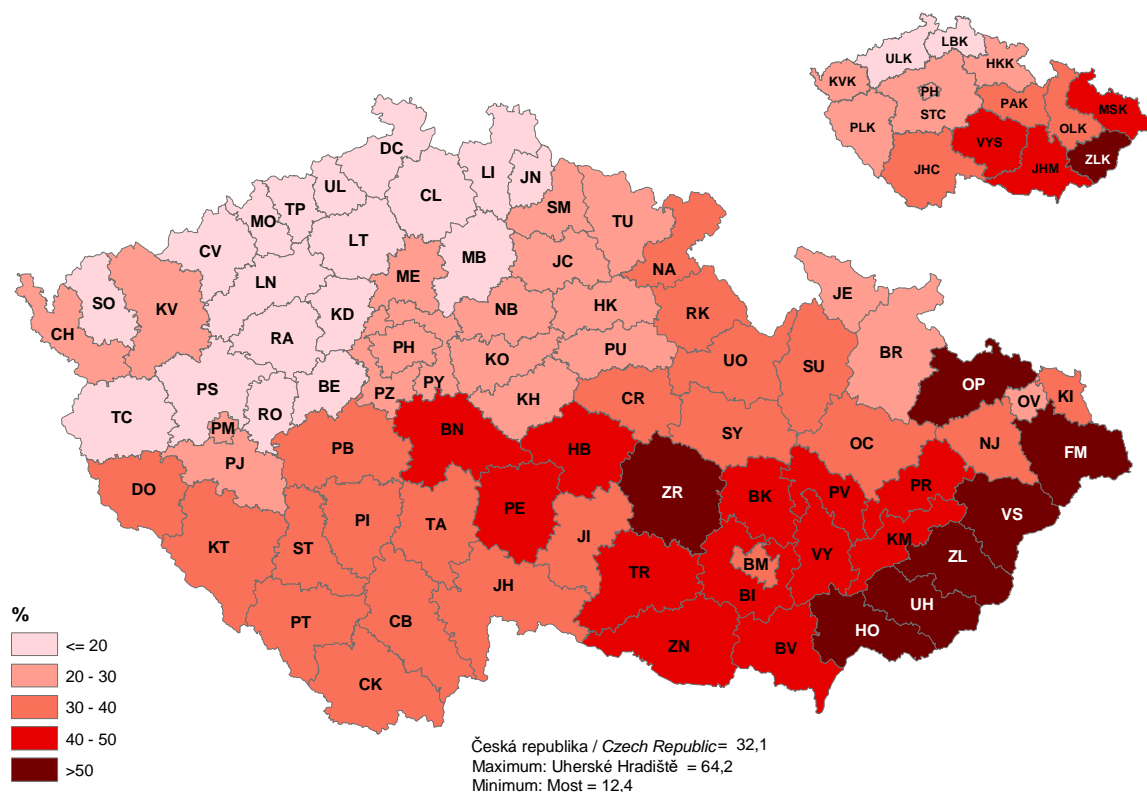 LBK
ULK
HKK
KVK
PH
PAK
MSK
STC
PLK
OLK
VYS
ZLK
JHC
JHM
DC
LI
JN
UL
TP
CL
MO
SM
TU
CV
LT
MB
JC
NA
LN
ME
SO
KV
JE
CH
KD
NB
HK
RK
RA
PH
KO
PU
BR
UO
SU
OP
PS
BE
PZ
PY
KI
RO
KH
CR
OV
TC
PM
BN
SY
OC
NJ
PB
HB
FM
PJ
DO
ZR
BK
PV
PR
VS
PE
PI
TA
JI
KM
KT
ST
VY
ZL
BM
TR
JH
BI
UH
%
PT
CB
HO
<= 20
ZN
BV
20 - 30
CK
30 - 40
40 - 50
Česká republika / Czech Republic= 32,1
>50
Maximum: Uherské Hradiště = 64,2
Minimum: Most = 12,4